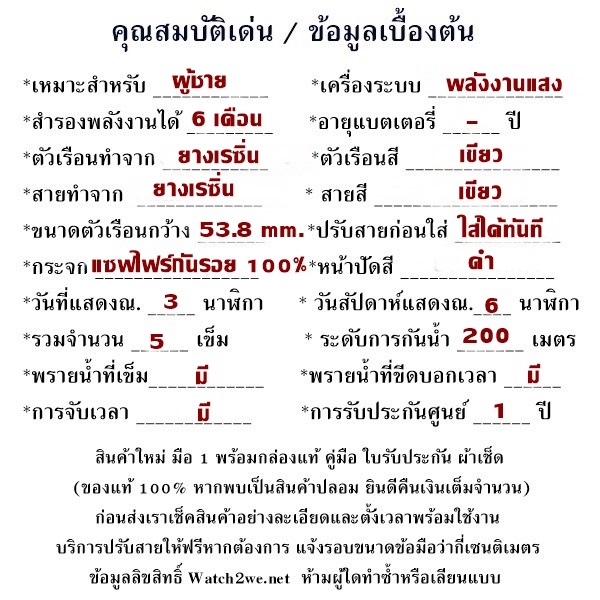 คุณสมบัติเด่น / ข้อมูลเบื้องต้น
*เหมาะสำหรับ ผู้ชาย *เครื่องระบบ พลังงานแสง
*สำรองพลังงานได้ 6 เดือน *อายุแบตเตอรี่ - ปี
*ตัวเรือนทำจาก ยางเรซิ่น *ตัวเรือนสี เขียว
*สายทำจาก ยางเรซิ่น * สายสี เขียว
*ขนาดตัวเรือนกว้าง 53.8 mm. *ปรับสายก่อนใส่ ใส่ได้ทันที
*กระจก แซฟไฟร์กันรอย 100% *หน้าปัดสี ดำ
*วันที่แสดงณ. 3 นาฬิกา * วันสัปดาห์แสดงณ. 6 นาฬิกา
*รวมจำนวน 5 เข็ม * ระดับการกันน้ำ 200 เมตร
*พรายน้ำที่เข็ม มี *พรายน้ำที่ขีดบอกเวลา มี
*การจับเวลา มี *การรับประกันศูนย์ 1 ปี
สินค้าใหม่ มือ 1 พร้อมกล่องแท้ คู่มือ ใบรับประกัน ผ้าเช็ด
(ของแท้ 100% หากพบเป็นสินค้าปลอม ยินดีคืนเงินเต็มจำนวน)
ก่อนส่งเราเช็คสินค้าอย่างละเอียดและตั้งเวลาพร้อมใช้งาน
บริการปรับสายให้ฟรีหากต้องการ แจ้งรอบขนาดข้อมือว่ากี่เซนติเมตร
ข้อมูลลิขสิทธิ์ Watch2we.net ห้ามผู้ใดทำซ้ำหรือเลียนแบบ